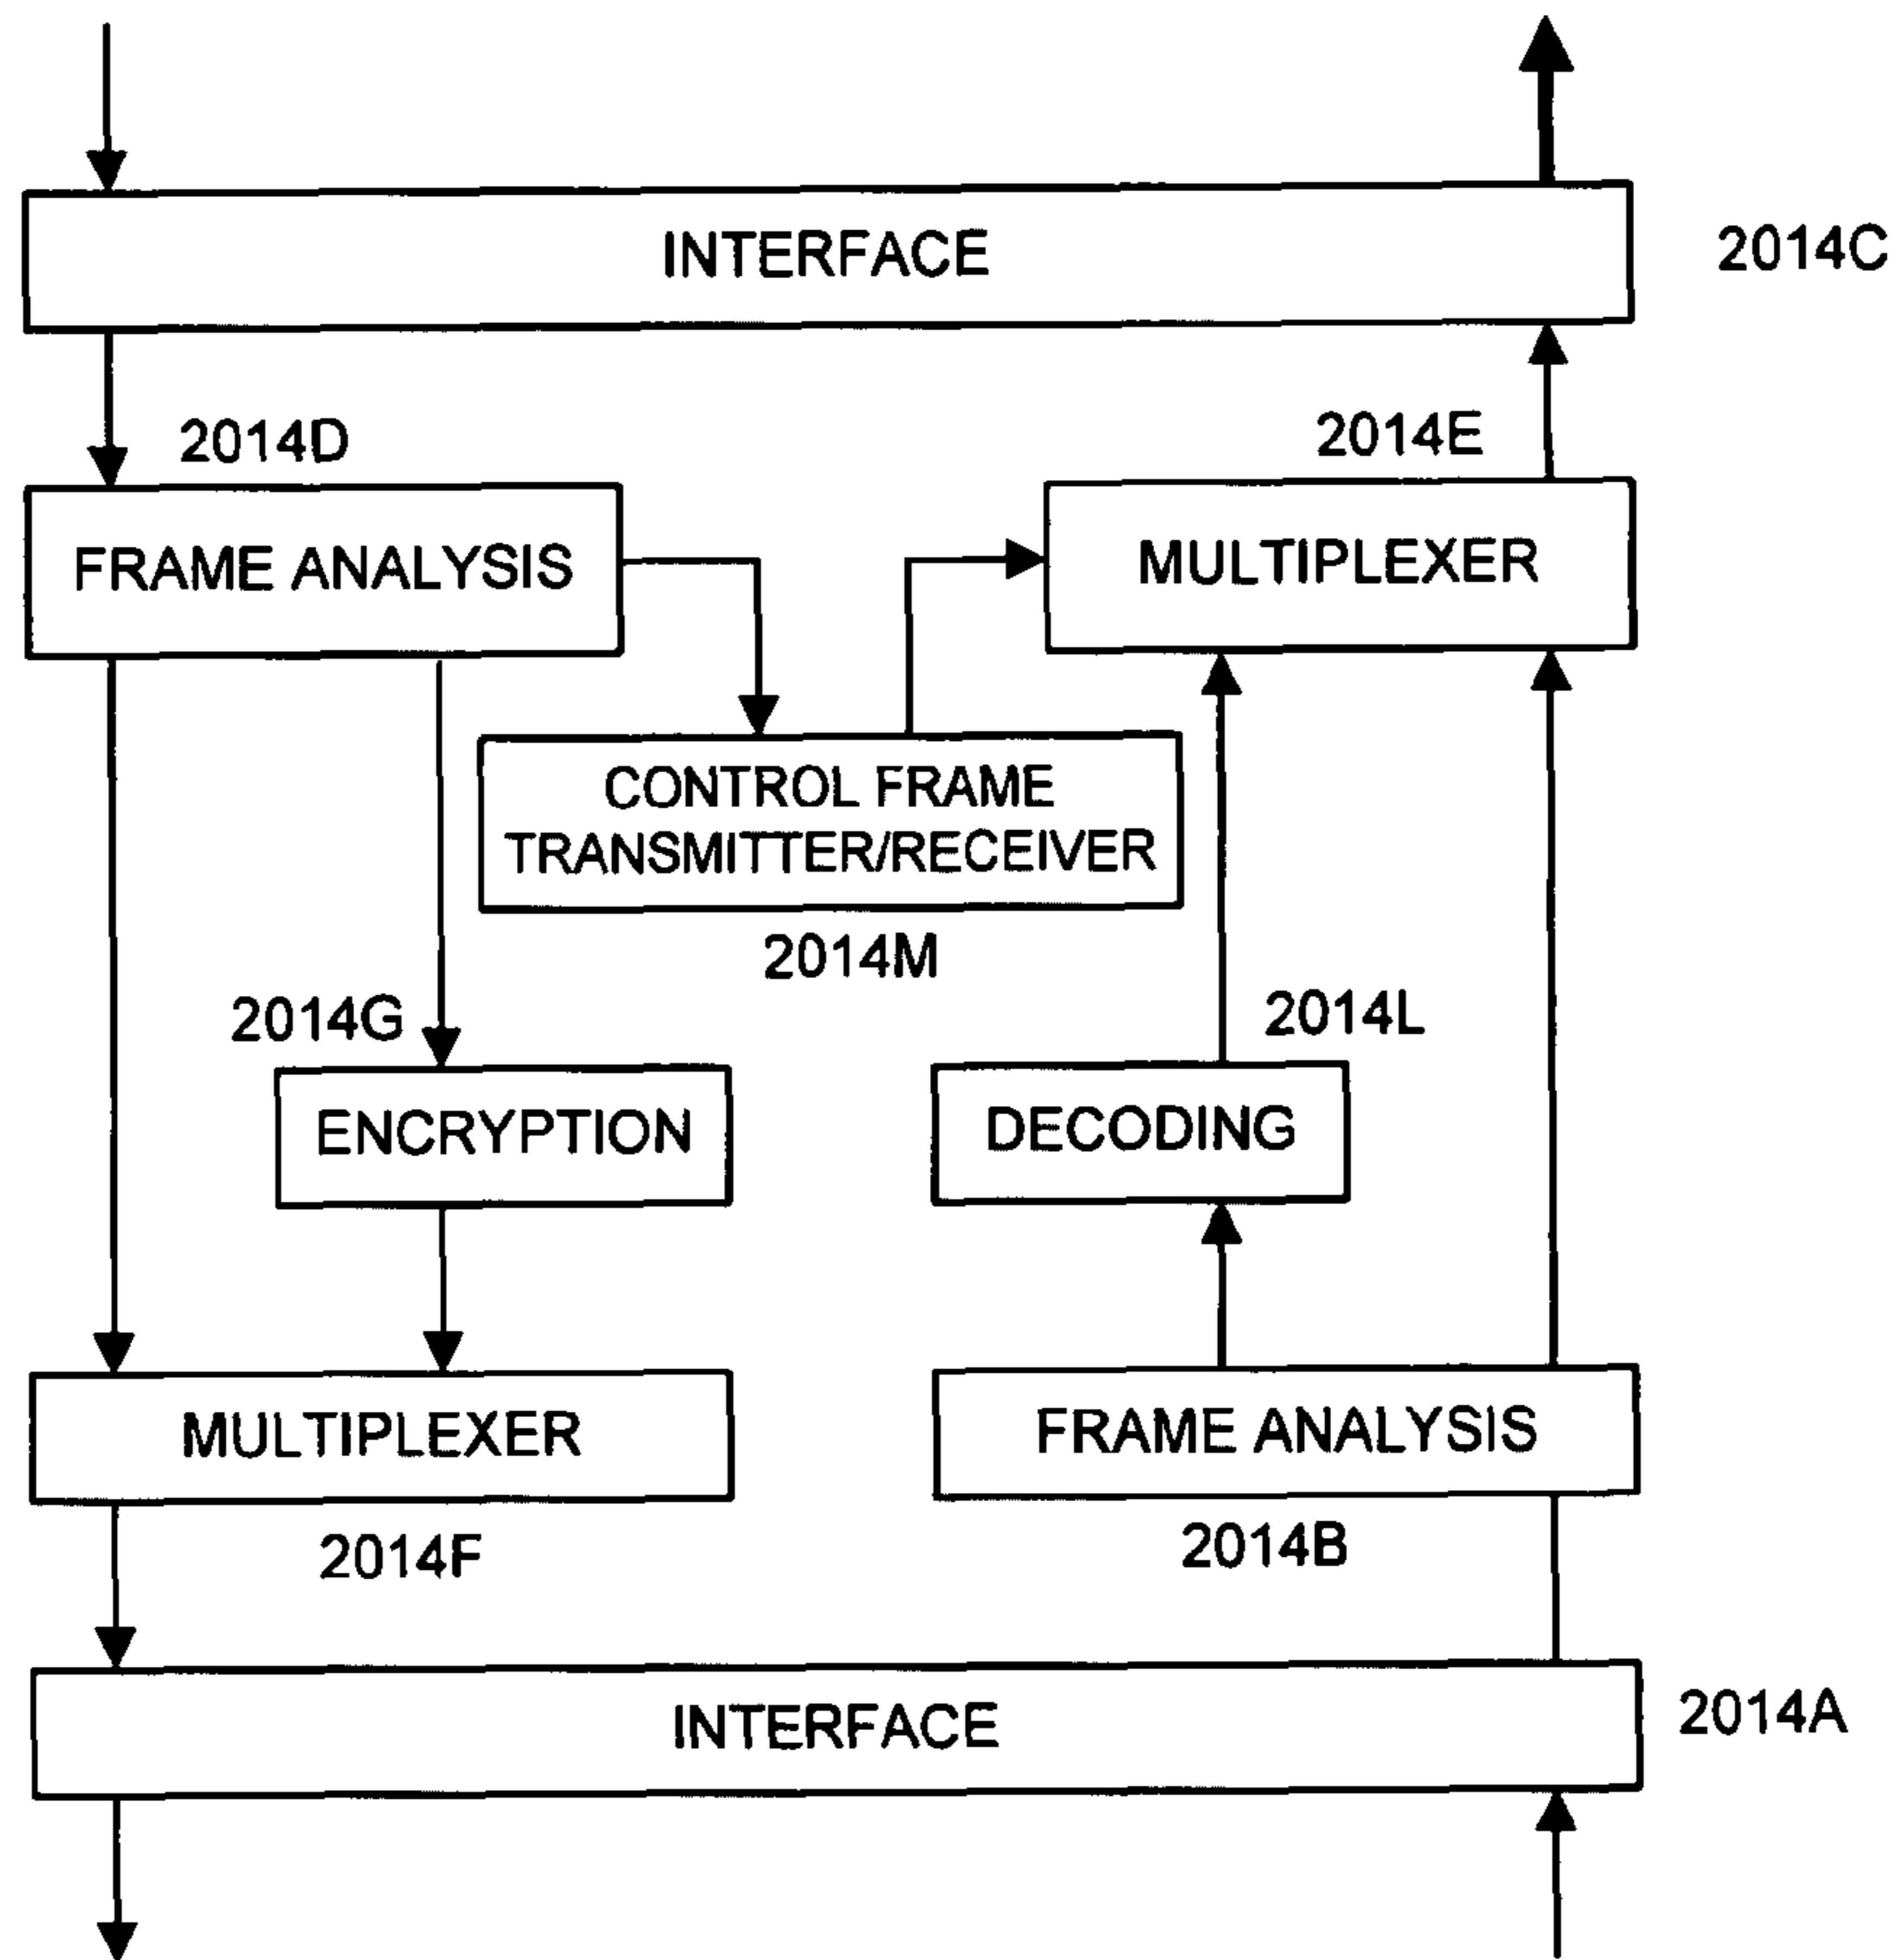 INTERFACE
2014C
2014D
2014E
FRAME ANALYSIS
MULTIPLEXER
CONTROL FRAME
TRANSMITTER/RECEIVER
2014M
2014G
2014L
ENCRYPTION
DECODING
MULTIPLEXER
FRAME ANALYSIS
2014F
2014B
INTERFACE
2014A